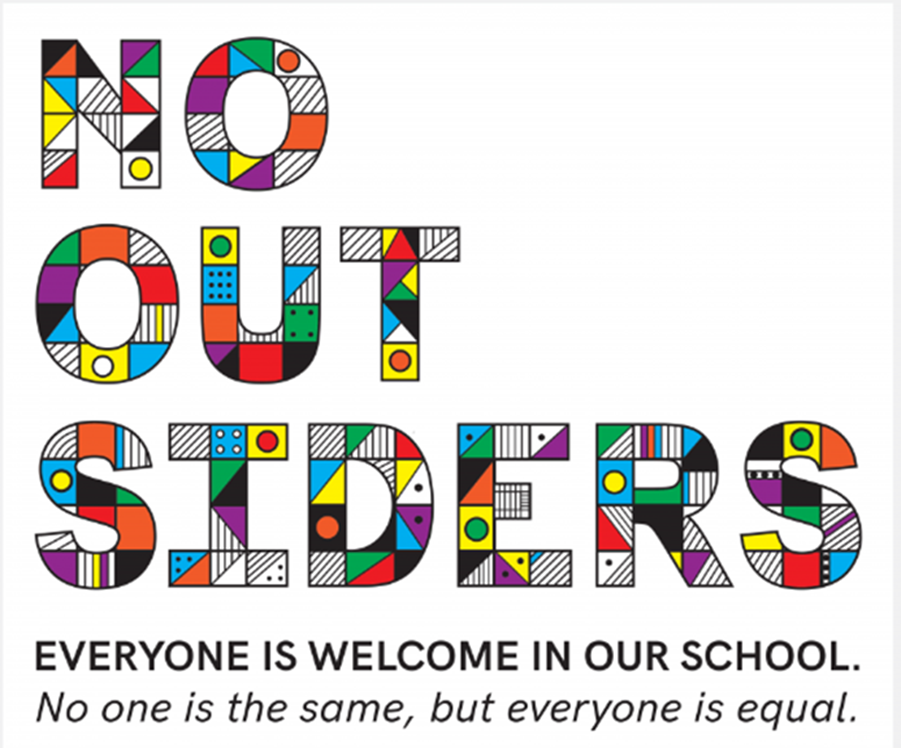 NO
OUT
SIDERS
EVERYONE IS WELCOME IN OUR SCHOOL.
No one is the same, but everyone is equal.